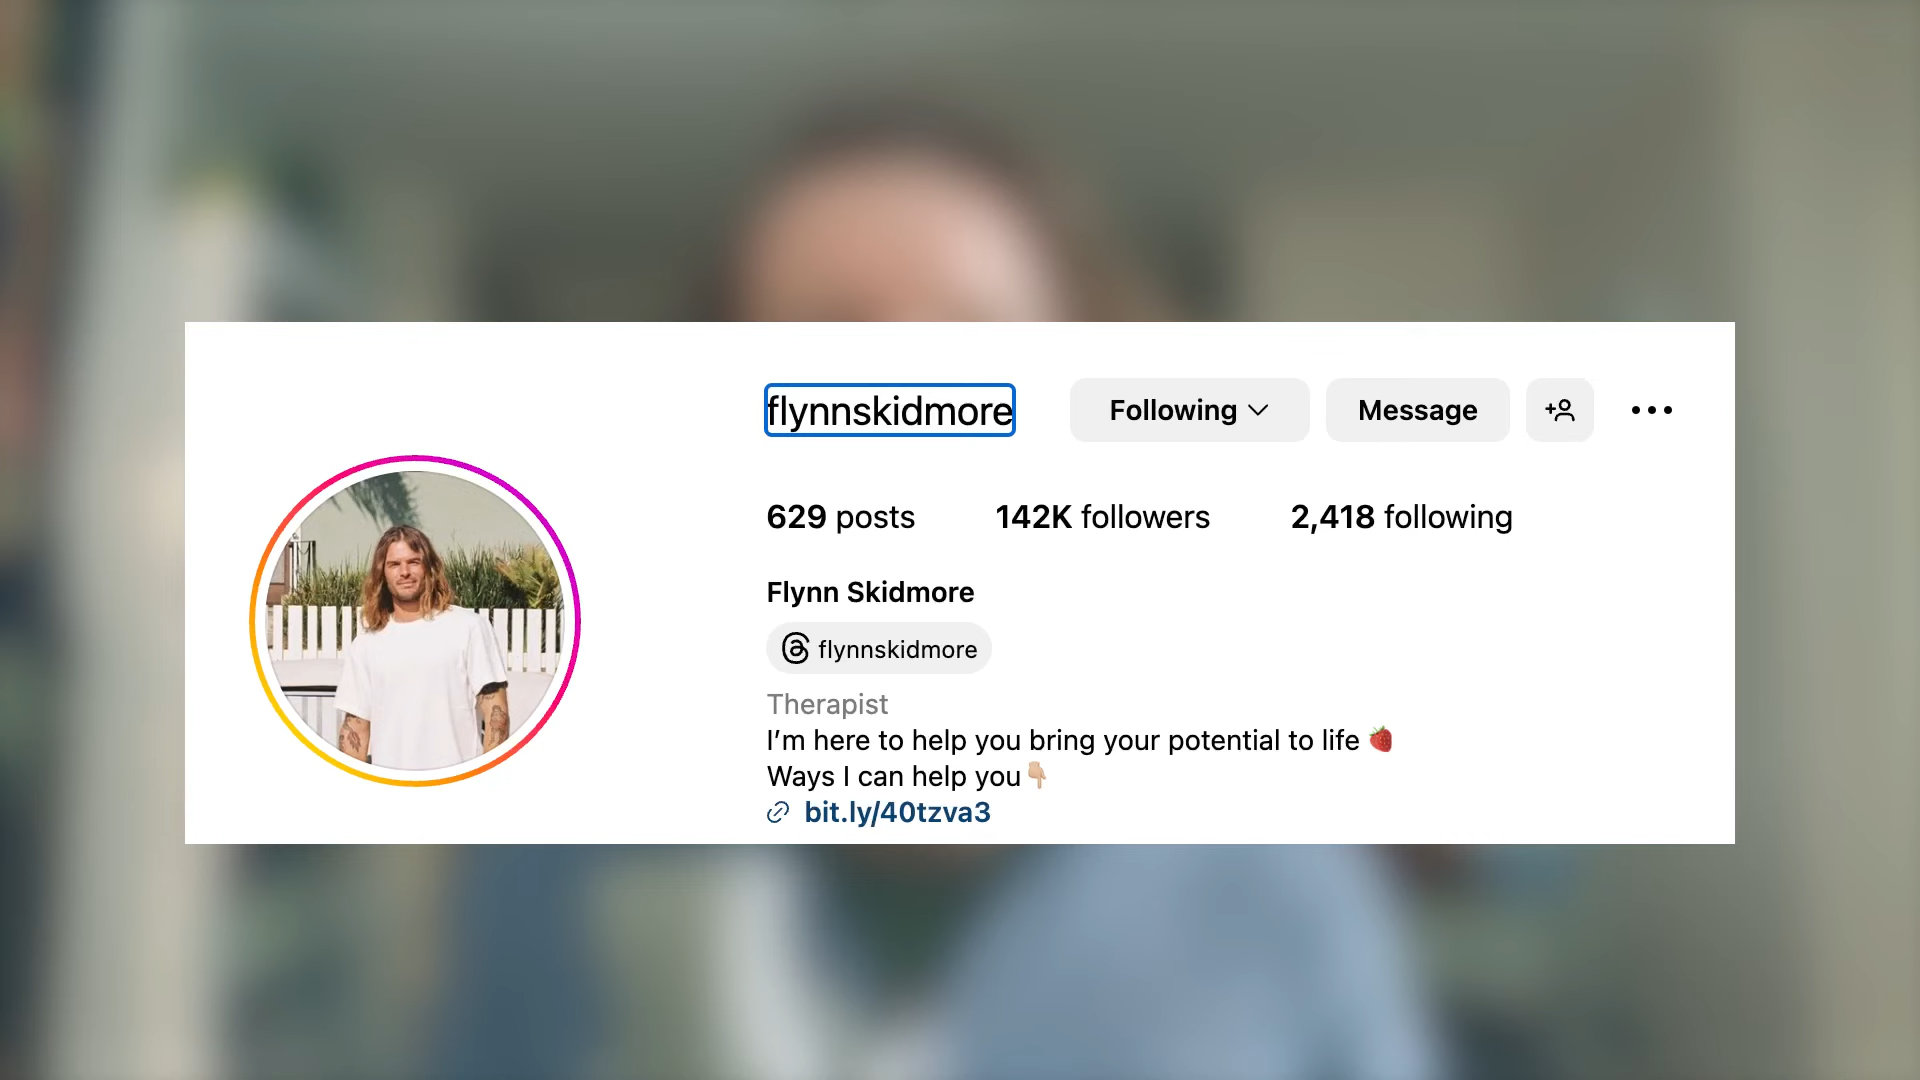 flynnskidmore Following Message
629 posts 142K followers 2,418 following
Flynn Skidmore
flynnskidmore
Therapist
I’m here to help you bring your potential to life 🍓
Ways I can help you👇🏼
bit.ly/40tzva3